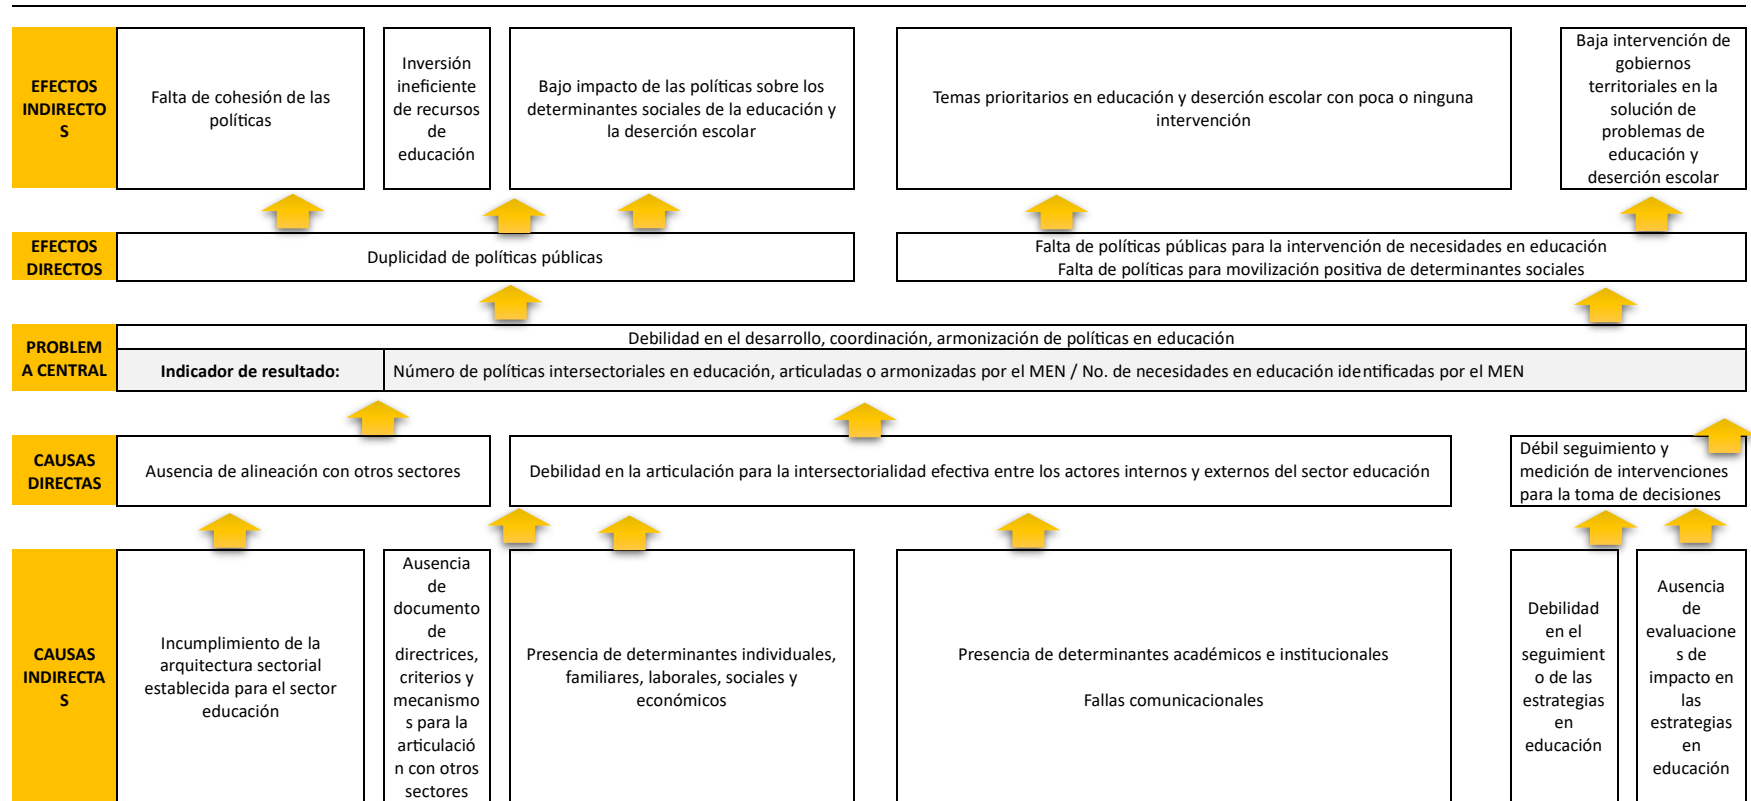 EFECTOS
INDIRECTO
S
Falta de cohesión de las
políticas
Inversión
ineficiente
de recursos
de
educación
Bajo impacto de las políticas sobre los
determinantes sociales de la educación y
la deserción escolar
Temas prioritarios en educación y deserción escolar con poca o ninguna
intervención
Baja intervención de
gobiernos
territoriales en la
solución de
problemas de
educación y
deserción escolar
EFECTOS
DIRECTOS
Duplicidad de políticas públicas
Falta de políticas públicas para la intervención de necesidades en educación
Falta de políticas para movilización positiva de determinantes sociales
PROBLEM
A CENTRAL
Debilidad en el desarrollo, coordinación, armonización de políticas en educación
Indicador de resultado:
Número de políticas intersectoriales en educación, articuladas o armonizadas por el MEN / No. de necesidades en educación identificadas por el MEN
CAUSAS
DIRECTAS
Ausencia de alineación con otros sectores
Debilidad en la articulación para la intersectorialidad efectiva entre los actores internos y externos del sector educación
Débil seguimiento y
medición de intervenciones
para la toma de decisiones
CAUSAS
INDIRECTA
S
Incumplimiento de la
arquitectura sectorial
establecida para el sector
educación
Ausencia
de
documento
de
directrices,
criterios y
mecanismo
s para la
articulació
n con otros
sectores
Presencia de determinantes individuales,
familiares, laborales, sociales y
económicos
Presencia de determinantes académicos e institucionales
Fallas comunicacionales
Debilidad
en el
seguimient
o de las
estrategias
en
educación
Ausencia
de
evaluacione
s de
impacto en
las
estrategias
en
educación